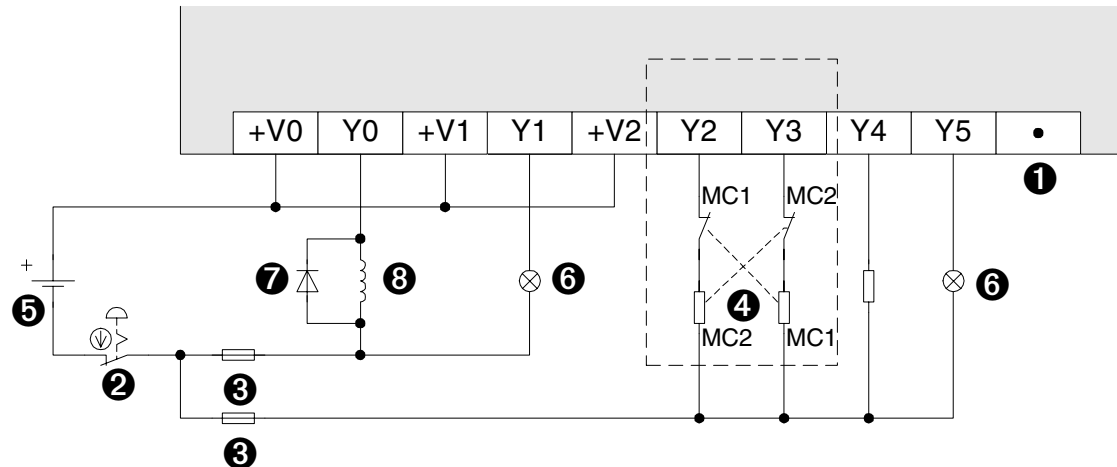 +V0 Y0 +V1 Y1 +V2 Y2 Y3 Y4 Y5 •
❶
MC1 MC2
+
❼ ❽ ❻ ❻
❺ ❹
MC2 MC1
❷ ❸
❸